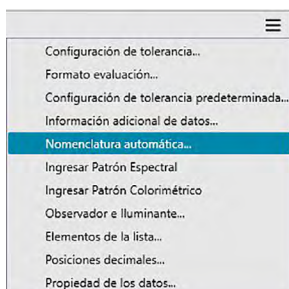 Configuración de tolerancia...
Formato evaluación...
Configuración de tolerancia predeterminada...
Información adicional de datos...
Nomenclatura automática...
Ingresar Patrón Espectral
Ingresar Patrón Colorimétrico
Observador e Iluminante...
Elementos de la lista...
Posiciones decimales...
Propiedad de los datos...